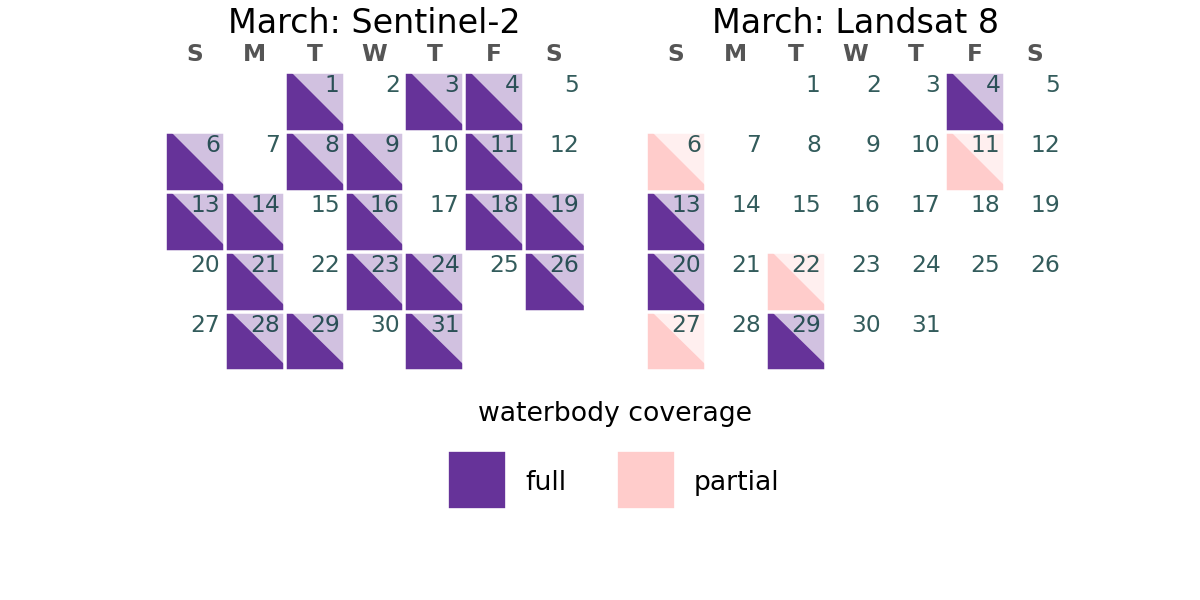 March: Sentinel-2
S M T W T F S
1 2 3 4 5
6 7 8 9 10 11 12
13 14 15 16 17 18 19
20 21 22 23 24 25 26
27 28 29 30 31
March: Landsat 8
S M T W T F S
1 2 3 4 5
6 7 8 9 10 11 12
13 14 15 16 17 18 19
20 21 22 23 24 25 26
27 28 29 30 31
waterbody coverage
full partial